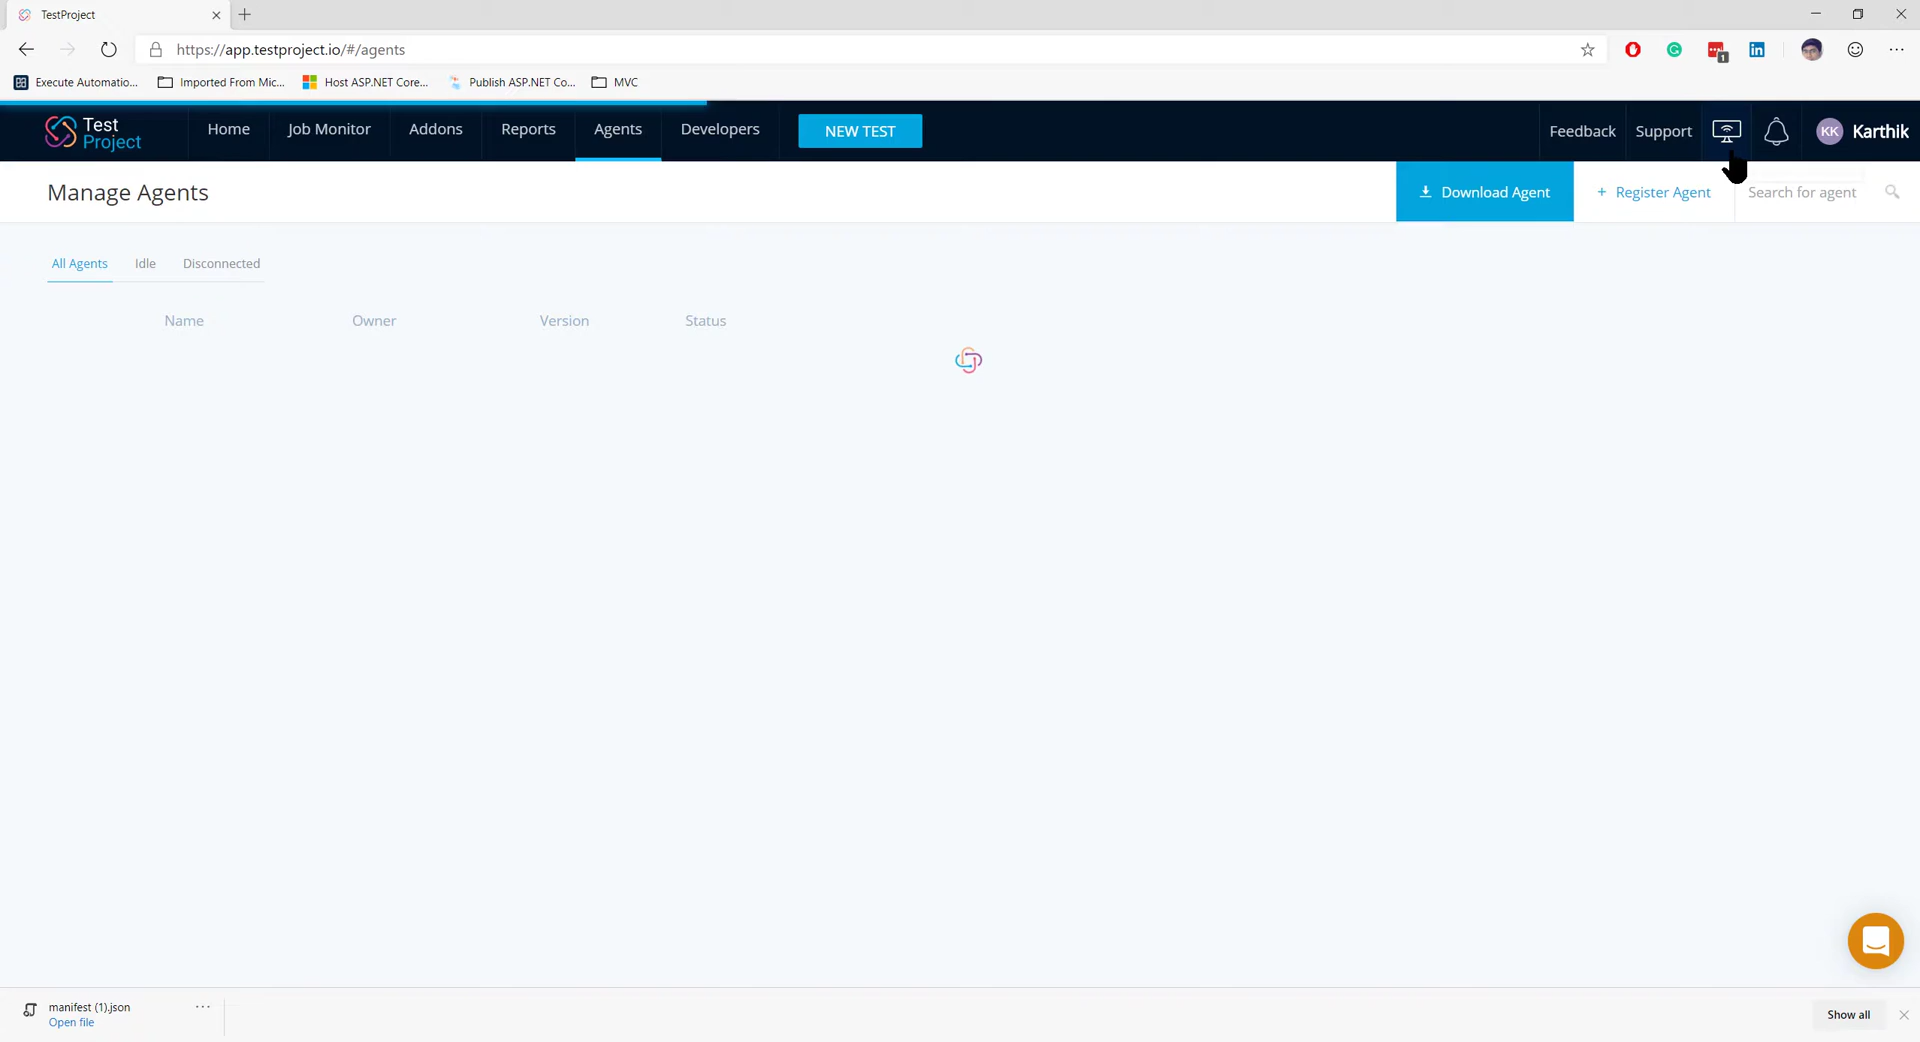 TestProject
https://app.testproject.io/#/agents
1
Execute Automatio... Imported From Mic... Host ASP.NET Core... Publish ASP.NET Co... MVC
Test
Project
Home Job Monitor Addons Reports Agents Developers NEW TEST Feedback Support KK Karthik
Manage Agents Download Agent + Register Agent Search for agent
All Agents Idle Disconnected
Name Owner Version Status
manifest (1).json
Open file
Show all